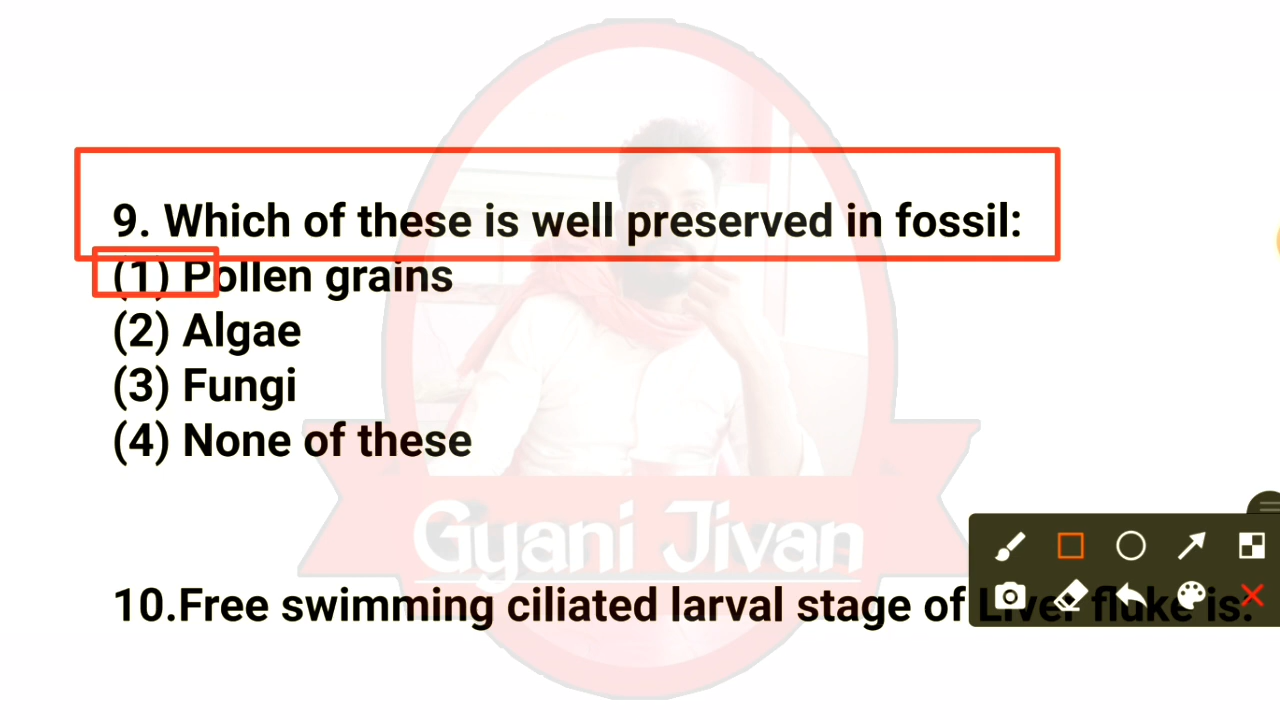 9. Which of these is well preserved in fossil:
(1) Pollen grains
(2) Algae
(3) Fungi
(4) None of these
Gyani Jivan
10.Free swimming ciliated larval stage of Liver fluke is: